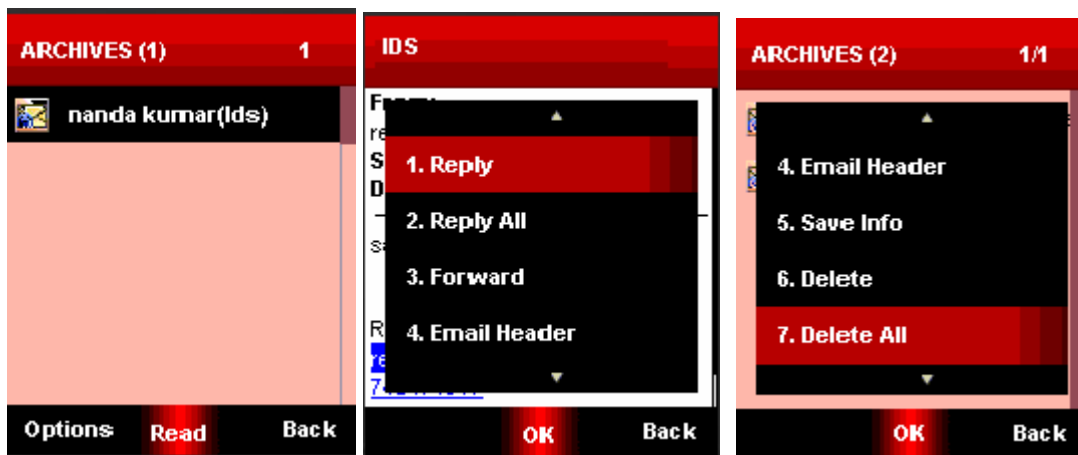 ARCHIVES (1) 1
nanda kumar(Ids)
Options Read Back
IDS
1. Reply
2. Reply All
3. Forward
4. Email Header
OK Back
ARCHIVES (2) 1/1
4. Email Header
5. Save Info
6. Delete
7. Delete All
OK Back